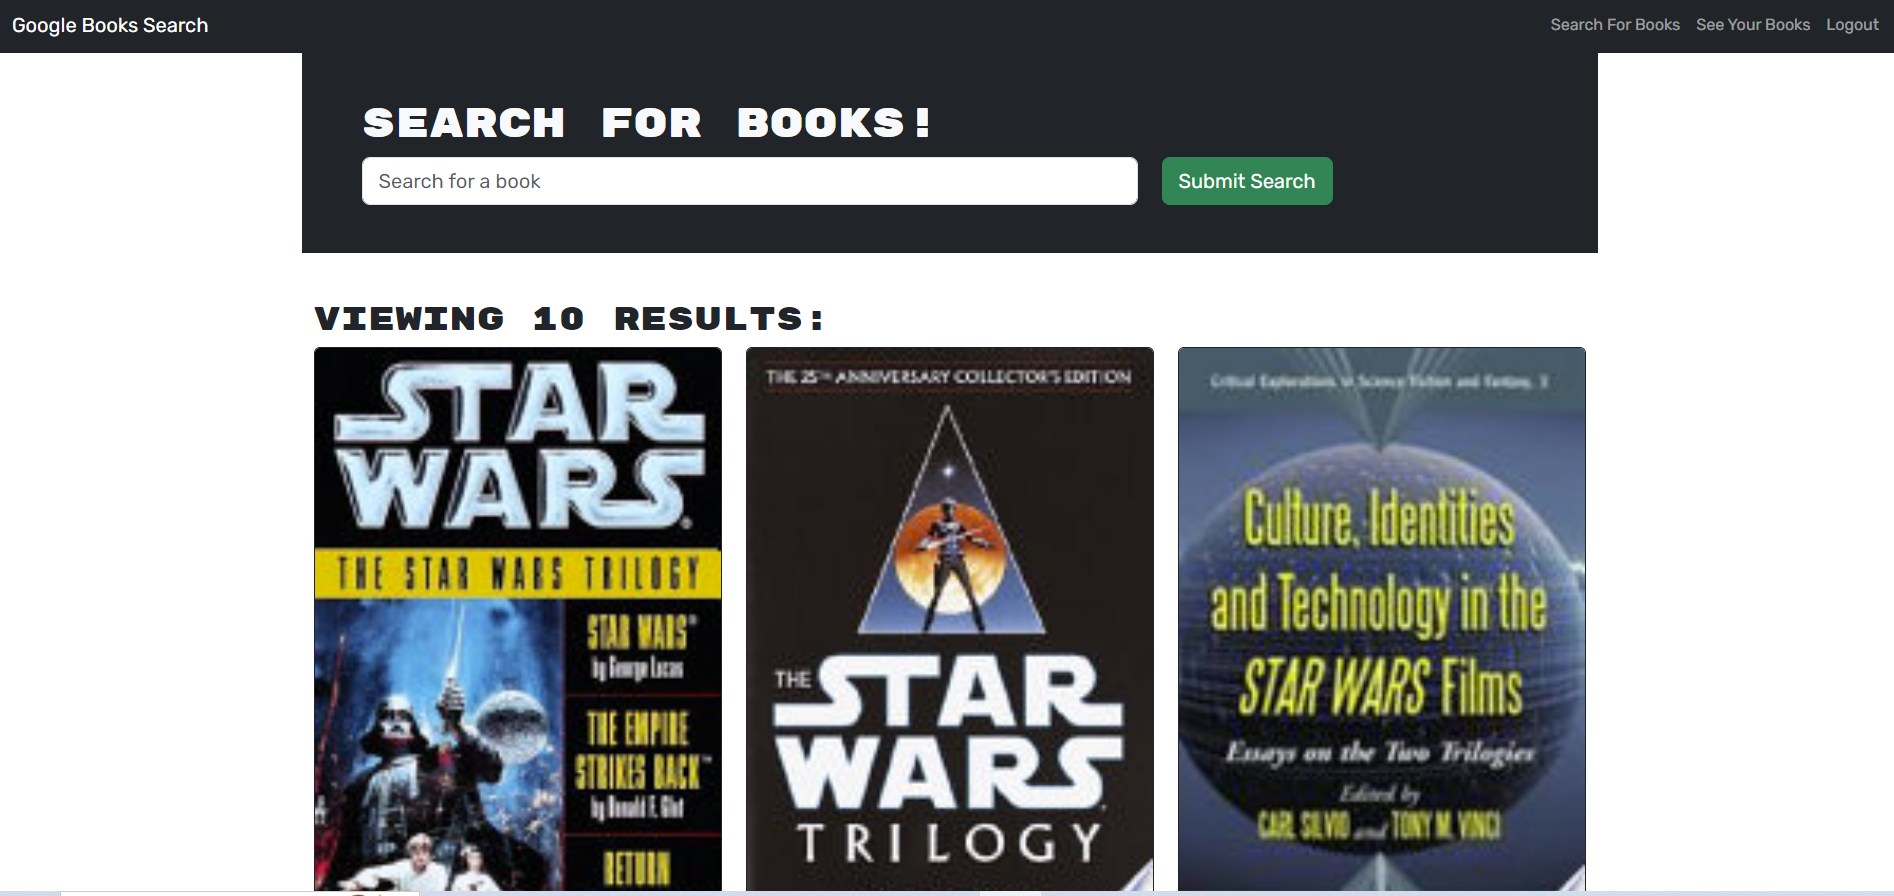 Google Books Search
Search For Books
See Your Books
Logout
SEARCH FOR BOOKS!
Search for a book
Submit Search
VIEWING 10 RESULTS:
STAR
WARS®
THE STAR WARS TRILOGY
STAR WARS®
by George Lucas
THE EMPIRE
STRIKES BACK™
by Donald F. Glut
RETURN
THE 25TH ANNIVERSARY COLLECTOR'S EDITION
THE STAR
WARS
TRILOGY
Critical Explorations in Science Fiction and Fantasy, 3
Culture, Identities
and Technology in the
STAR WARS Films
Essays on the Two Trilogies
Edited by
CARL SILVIO and TONY M. VINCI